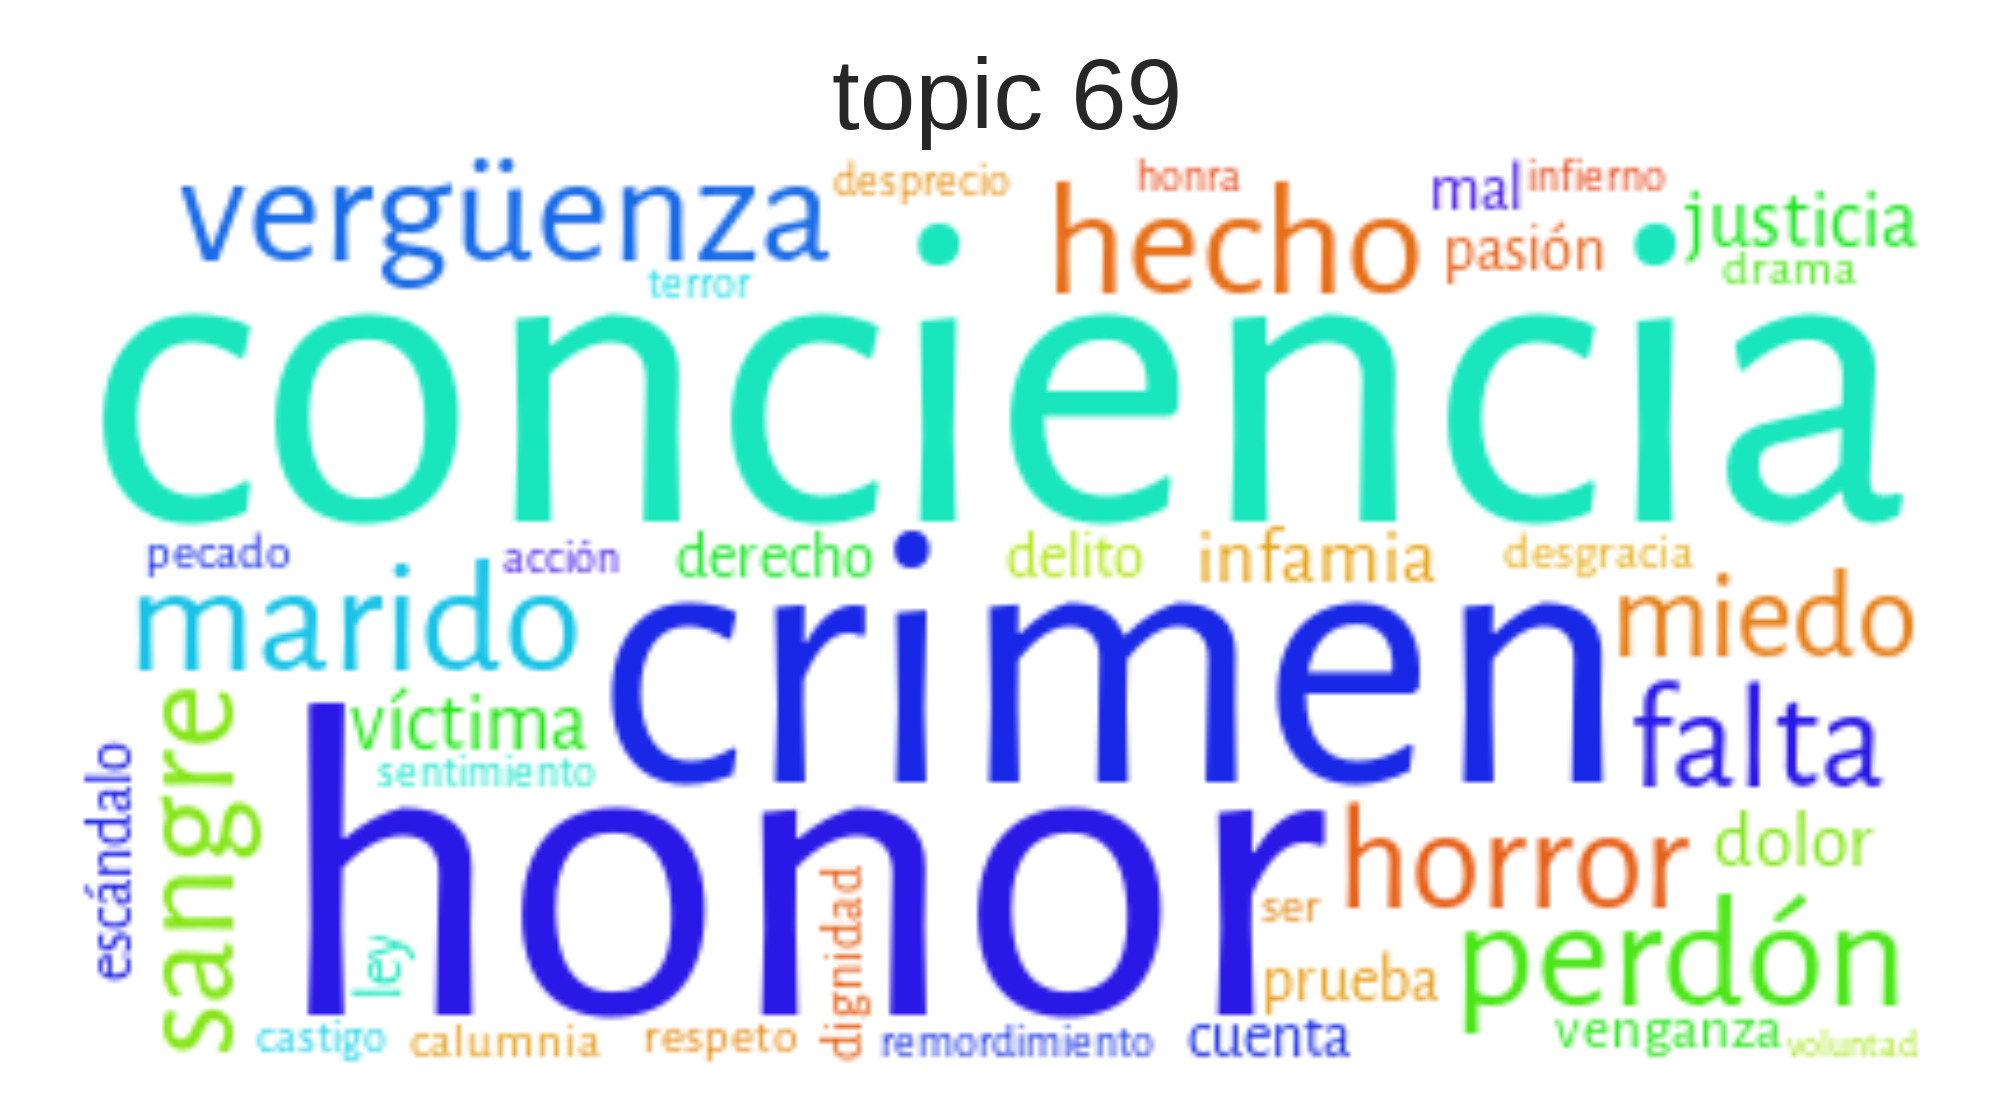 topic 69
vergüenza desprecio honra mal infierno justicia
terror hecho pasión drama
conciencia
pecado acción derecho delito infamia desgracia
marido crimen miedo
sangre víctima falta
escándalo sentimiento
honor horror dolor
ley dignidad ser
prueba perdón
castigo calumnia respeto remordimiento cuenta venganza voluntad